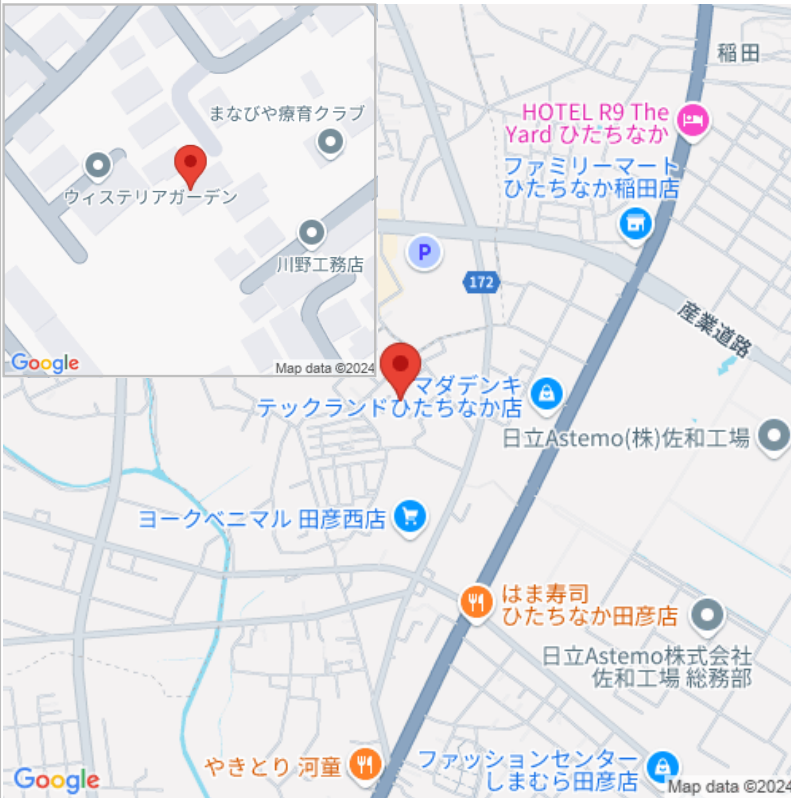 まなびや療育クラブ
ウィステリアガーデン
川野工務店
Google
Map data ©2024
稲田
HOTEL R9 The
Yard ひたちなか
ファミリーマート
ひたちなか稲田店
P
172
産業道路
マダデンキ
テックランドひたちなか店
日立Astemo(株)佐和工場
ヨークベニマル 田彦西店
はま寿司
ひたちなか田彦店
日立Astemo株式会社
佐和工場 総務部
やきとり 河童
ファッションセンター
しまむら田彦店
Google
Map data ©2024